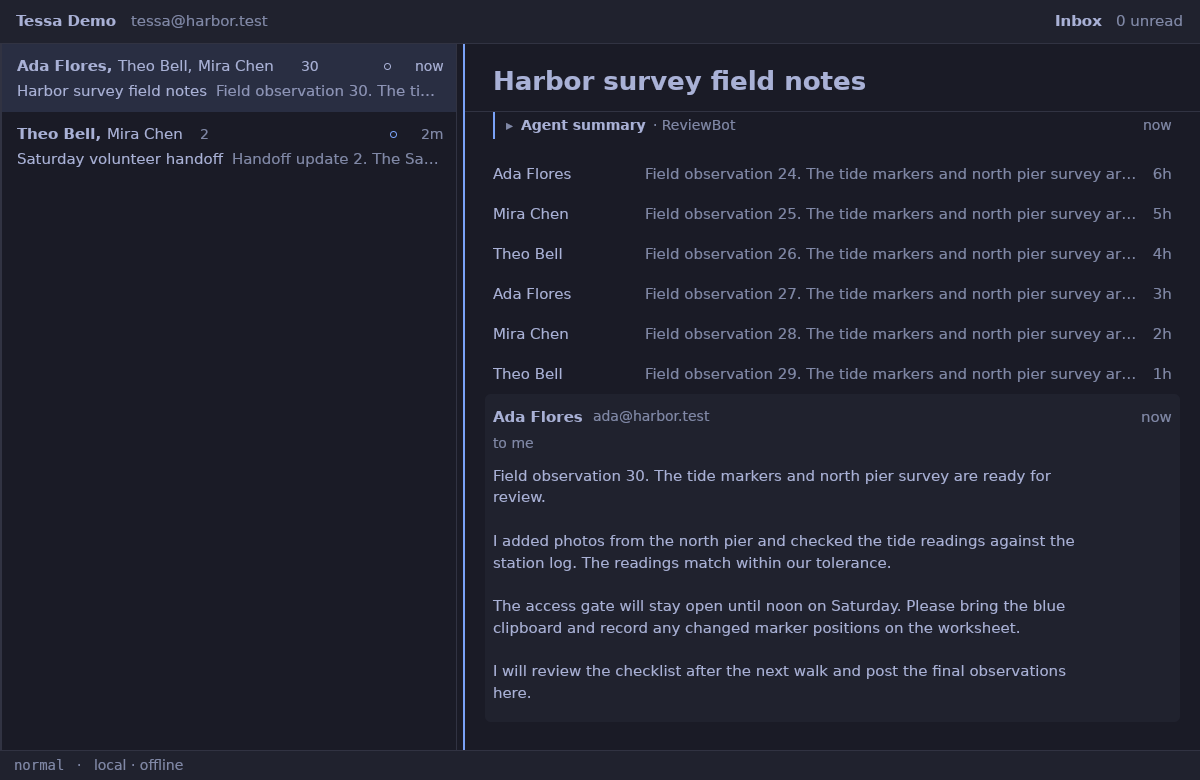 Tessa Demo tessa@harbor.test Inbox 0 unread
Ada Flores, Theo Bell, Mira Chen 30 now
Harbor survey field notes Field observation 30. The ti…
Theo Bell, Mira Chen 2 2m
Saturday volunteer handoff Handoff update 2. The Sa…
Harbor survey field notes
▸ Agent summary · ReviewBot now
Ada Flores Field observation 24. The tide markers and north pier survey ar… 6h
Mira Chen Field observation 25. The tide markers and north pier survey ar… 5h
Theo Bell Field observation 26. The tide markers and north pier survey ar… 4h
Ada Flores Field observation 27. The tide markers and north pier survey ar… 3h
Mira Chen Field observation 28. The tide markers and north pier survey ar… 2h
Theo Bell Field observation 29. The tide markers and north pier survey ar… 1h
Ada Flores ada@harbor.test now
to me
Field observation 30. The tide markers and north pier survey are ready for
review.
I added photos from the north pier and checked the tide readings against the
station log. The readings match within our tolerance.
The access gate will stay open until noon on Saturday. Please bring the blue
clipboard and record any changed marker positions on the worksheet.
I will review the checklist after the next walk and post the final observations
here.
normal · local · offline